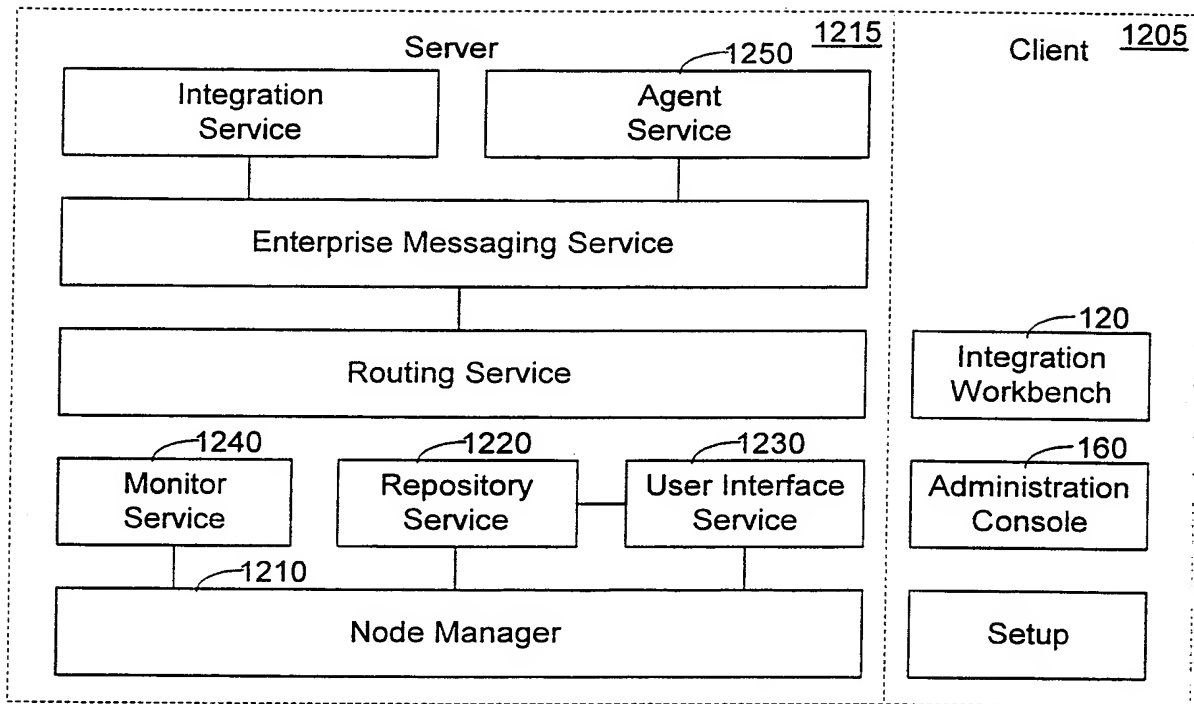 Server
1215
Integration
Service
1250
Agent
Service
Enterprise Messaging Service
Routing Service
1240
Monitor
Service
1220
Repository
Service
1230
User Interface
Service
1210
Node Manager
Client
1205
120
Integration
Workbench
160
Administration
Console
Setup